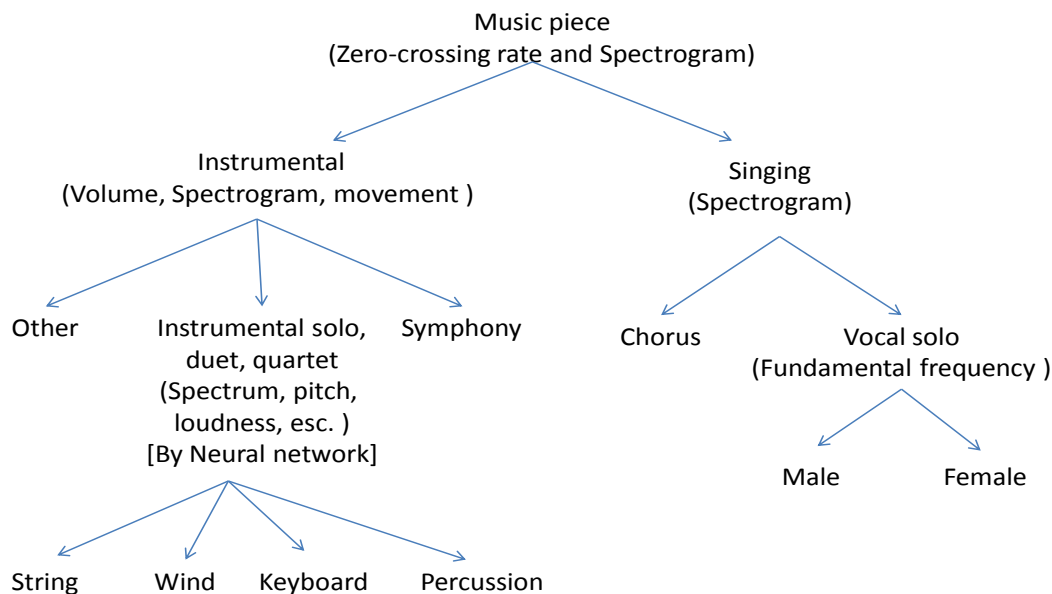 Music piece
(Zero-crossing rate and Spectrogram)
Instrumental
(Volume, Spectrogram, movement )
Singing
(Spectrogram)
Other
Instrumental solo,
duet, quartet
(Spectrum, pitch,
loudness, esc. )
[By Neural network]
Symphony
Chorus
Vocal solo
(Fundamental frequency )
Male
Female
String
Wind
Keyboard
Percussion